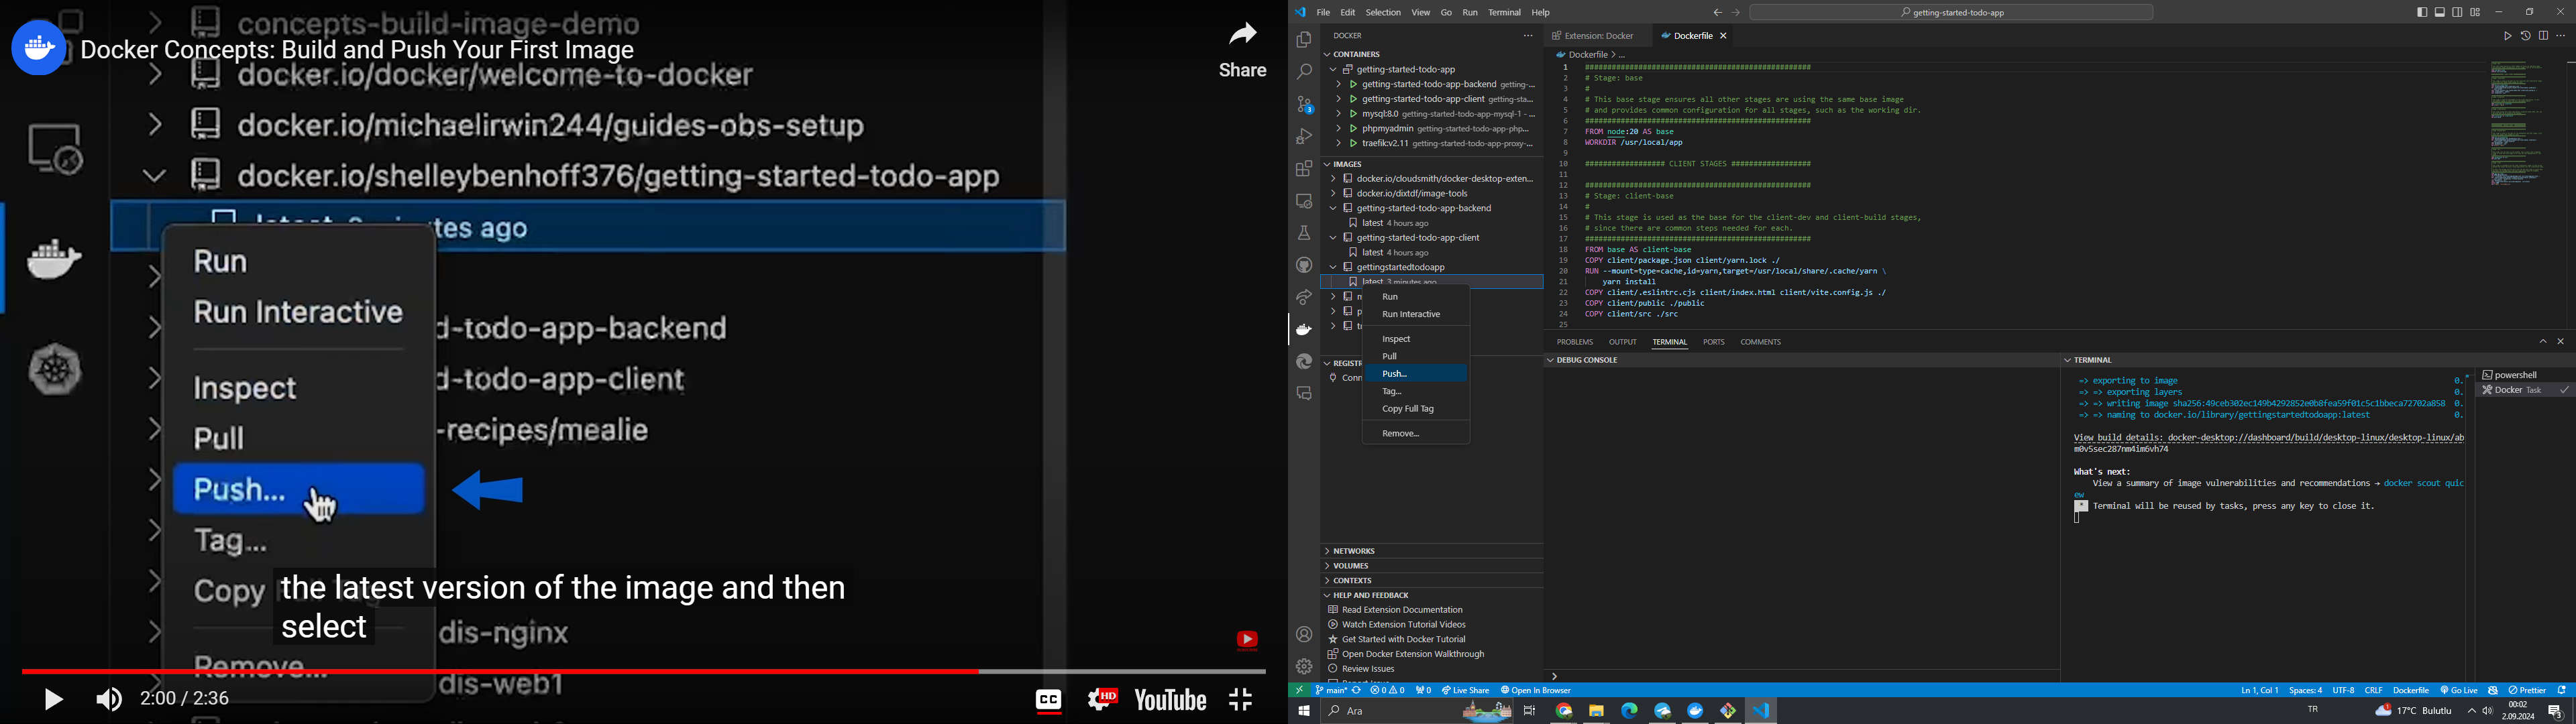 concepts-build-image-demo
Docker Concepts: Build and Push Your First Image
Share
docker.io/docker/welcome-to-docker
docker.io/michaelirwin244/guides-obs-setup
docker.io/shelleybenhoff376/getting-started-todo-app
tes ago
Run
Run Interactive
d-todo-app-backend
d-todo-app-client
Inspect
-recipes/mealie
Pull
Push...
Tag...
Copy
the latest version of the image and then
select
dis-nginx
Remove...
dis-web1
2:00 / 2:36
CC
HD
YouTube
File Edit Selection View Go Run Terminal Help
getting-started-todo-app
DOCKER
CONTAINERS
getting-started-todo-app
getting-started-todo-app-backend getting-...
getting-started-todo-app-client getting-sta...
mysql:8.0 getting-started-todo-app-mysql-1 - ...
phpmyadmin getting-started-todo-app-php...
traefik:v2.11 getting-started-todo-app-proxy-...
IMAGES
docker.io/cloudsmith/docker-desktop-exten...
docker.io/dixtdf/image-tools
getting-started-todo-app-backend
latest 4 hours ago
getting-started-todo-app-client
latest 4 hours ago
gettingstartedtodoapp
latest 3 minutes ago
Run
Run Interactive
Inspect
Pull
Push...
Tag...
Copy Full Tag
Remove...
REGISTR
Conn
NETWORKS
VOLUMES
CONTEXTS
HELP AND FEEDBACK
Read Extension Documentation
Watch Extension Tutorial Videos
Get Started with Docker Tutorial
Open Docker Extension Walkthrough
Review Issues
Extension: Docker
Dockerfile
Dockerfile > ...
1 ###################################################
2 # Stage: base
3 #
4 # This base stage ensures all other stages are using the same base image
5 # and provides common configuration for all stages, such as the working dir.
6 ###################################################
7 FROM node:20 AS base
8 WORKDIR /usr/local/app
9
10 ################## CLIENT STAGES ##################
11
12 ###################################################
13 # Stage: client-base
14 #
15 # This stage is used as the base for the client-dev and client-build stages,
16 # since there are common steps needed for each.
17 ###################################################
18 FROM base AS client-base
19 COPY client/package.json client/yarn.lock ./
20 RUN --mount=type=cache,id=yarn,target=/usr/local/share/.cache/yarn \
21 yarn install
22 COPY client/.eslintrc.cjs client/index.html client/vite.config.js ./
23 COPY client/public ./public
24 COPY client/src ./src
25
PROBLEMS OUTPUT TERMINAL PORTS COMMENTS
DEBUG CONSOLE
TERMINAL
=> exporting to image 0.
=> => exporting layers 0.
=> => writing image sha256:49ceb302ec149b4292852e0b8fea59f01c5c1bbeca72702a858 0.
=> => naming to docker.io/library/gettingstartedtodoapp:latest 0.
View build details: docker-desktop://dashboard/build/desktop-linux/desktop-linux/ab
m0v5sec287nm4im6vh74
What's next:
View a summary of image vulnerabilities and recommendations → docker scout quic
ew
* Terminal will be reused by tasks, press any key to close it.
powershell
Docker Task
main* 0 0 0 Live Share Open In Browser
Ln 1, Col 1 Spaces: 4 UTF-8 CRLF Dockerfile Go Live Prettier
Ara
TR
17°C Bulutlu
00:02
2.09.2024